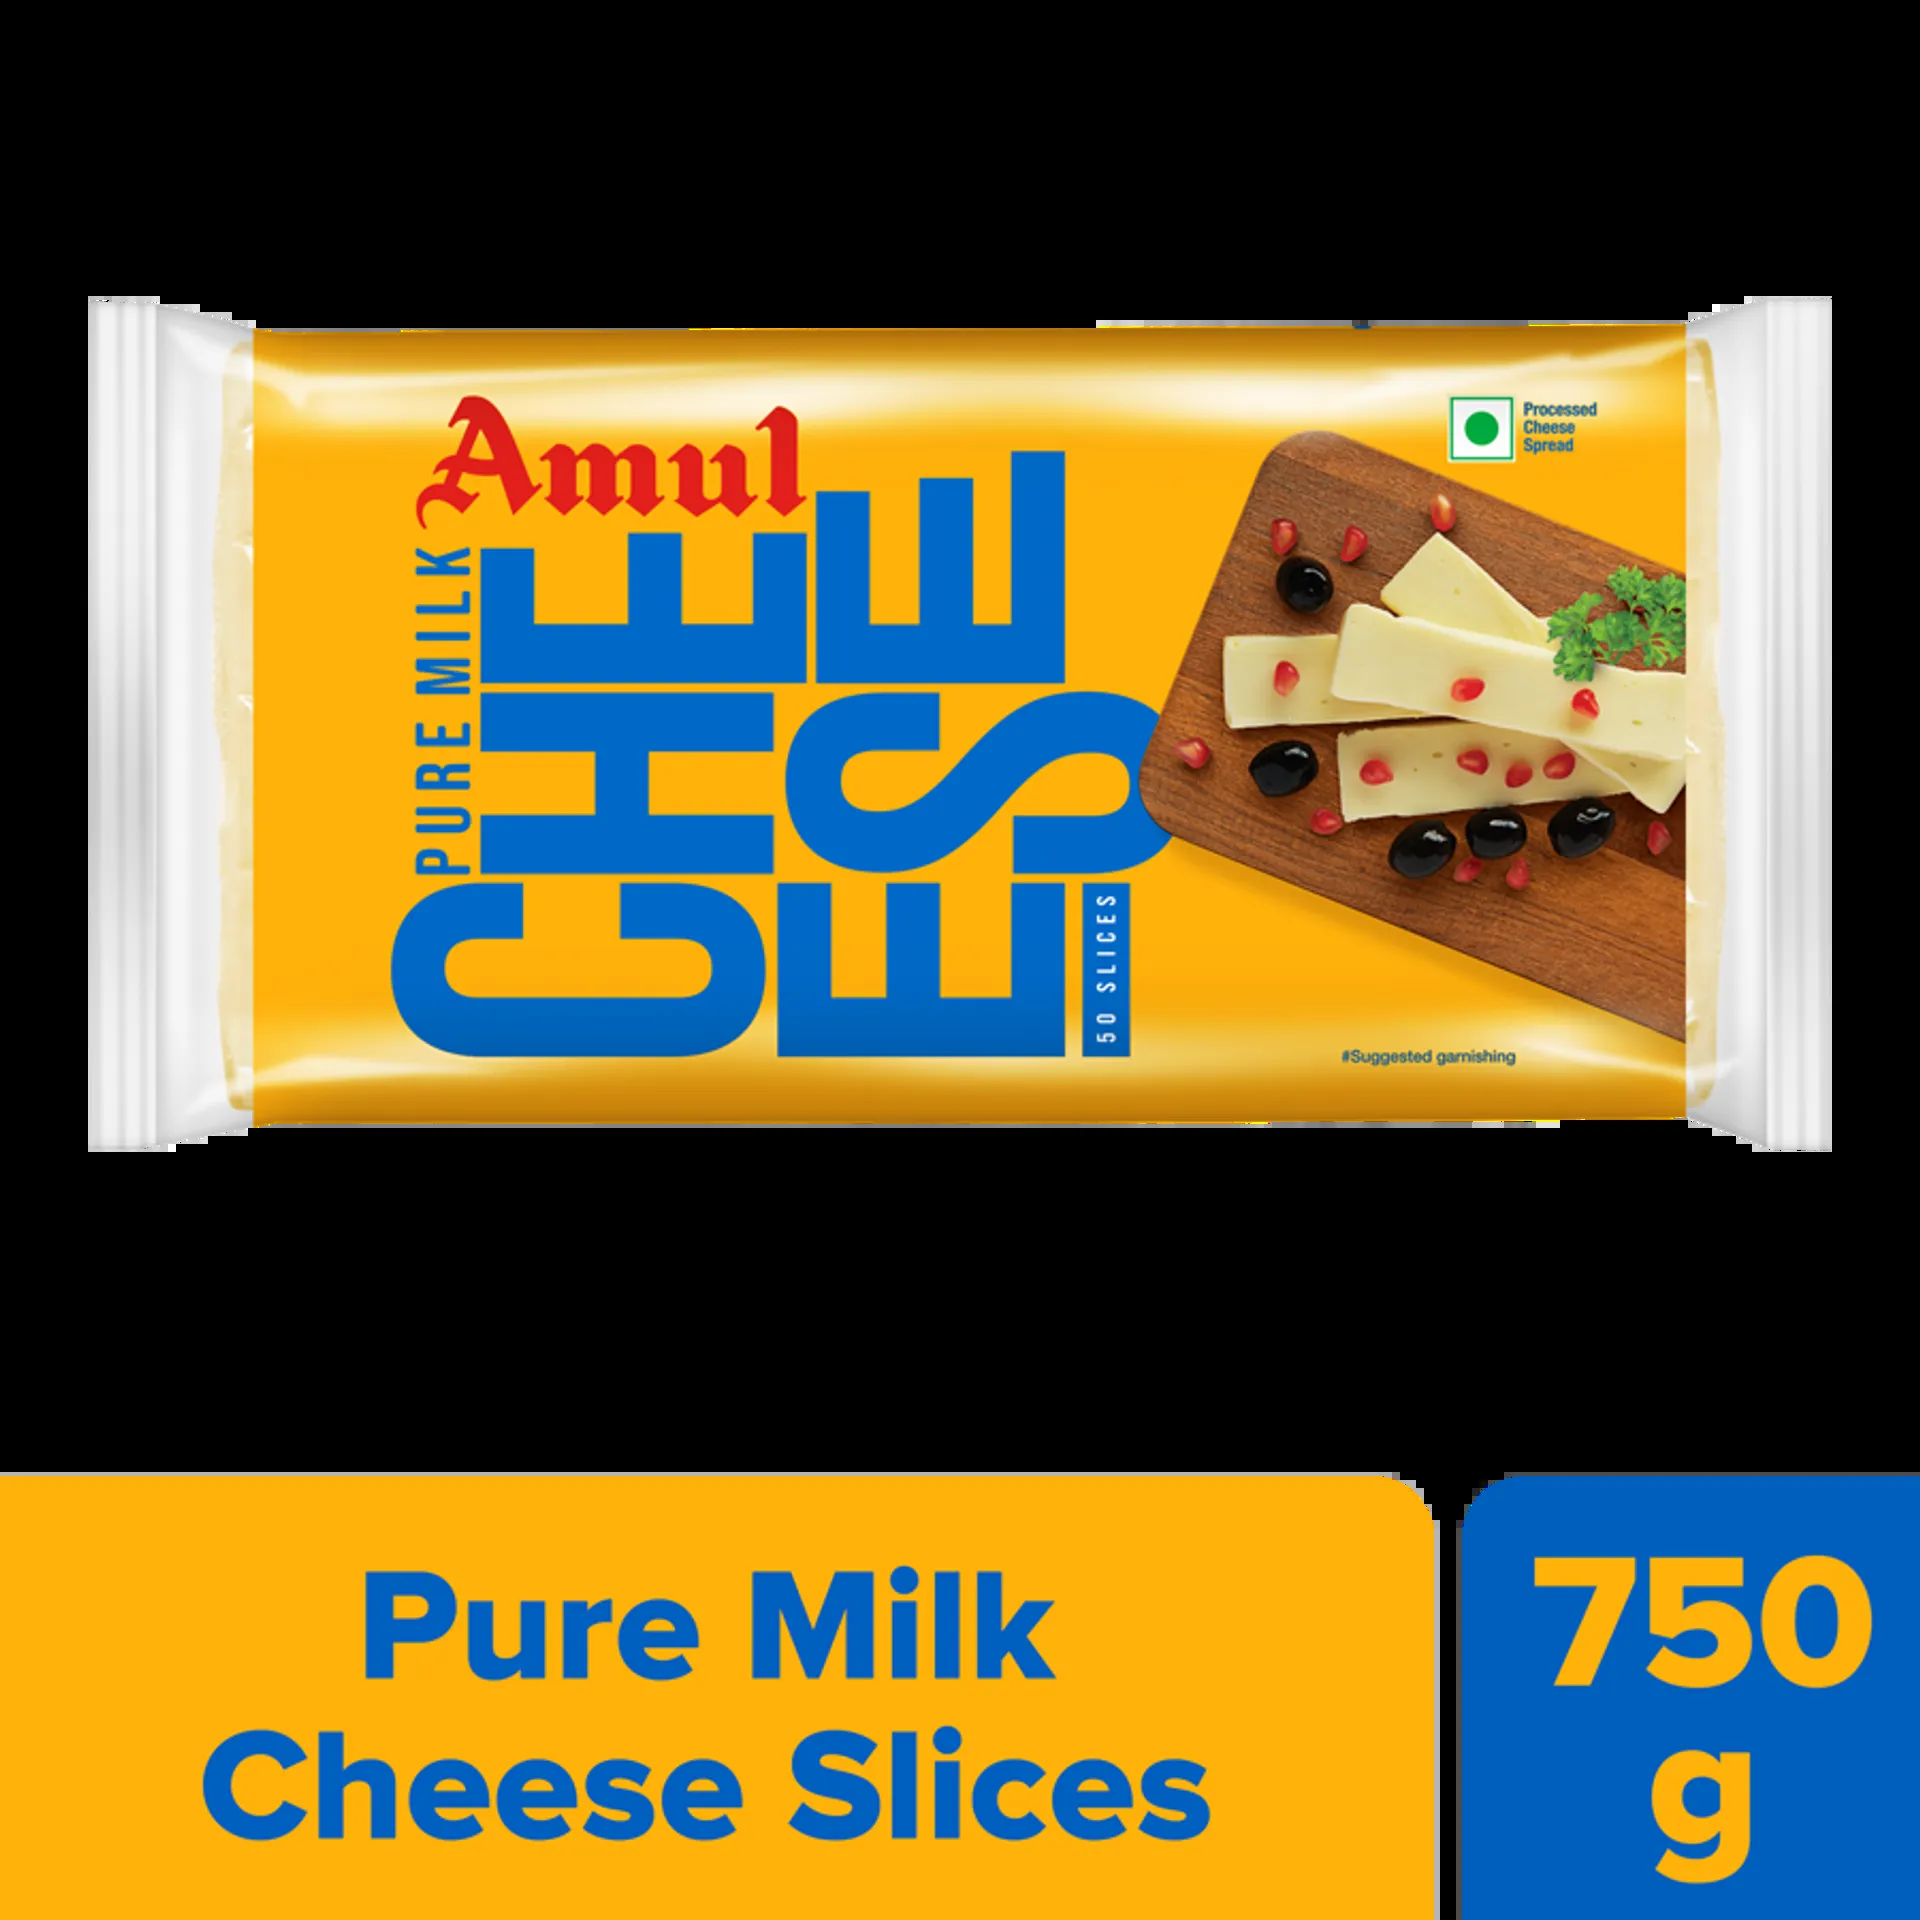 Amul
PURE MILK
CHEESE
50 SLICES
Processed
Cheese
Spread
#Suggested garnishing
Pure Milk
Cheese Slices
750
g